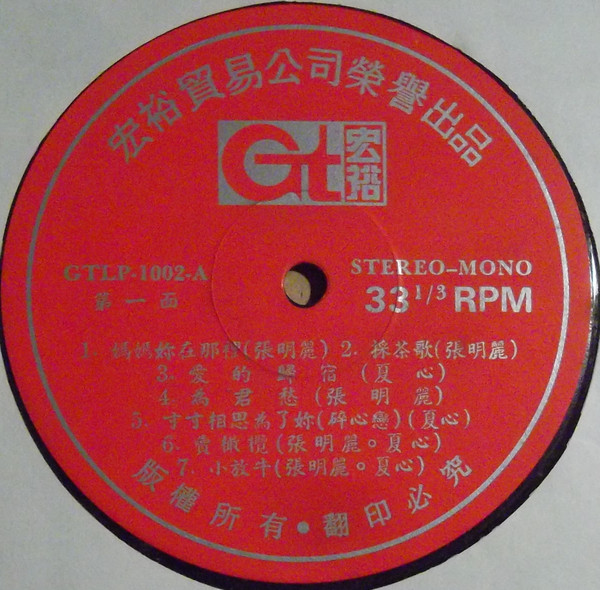 宏裕貿易公司榮譽出品
Gt 宏裕
GTLP-1002-A
第一面
STEREO–MONO
33 1/3 RPM
1. 媽媽妳在那裡(張明麗) 2. 採茶歌(張明麗)
3. 愛的歸宿(夏心)
4. 為君愁(張明麗)
5. 寸寸相思為了妳(碎心戀)(夏心)
6. 賣橄欖(張明麗。夏心)
7. 小放牛(張明麗。夏心)
版權所有•翻印必究